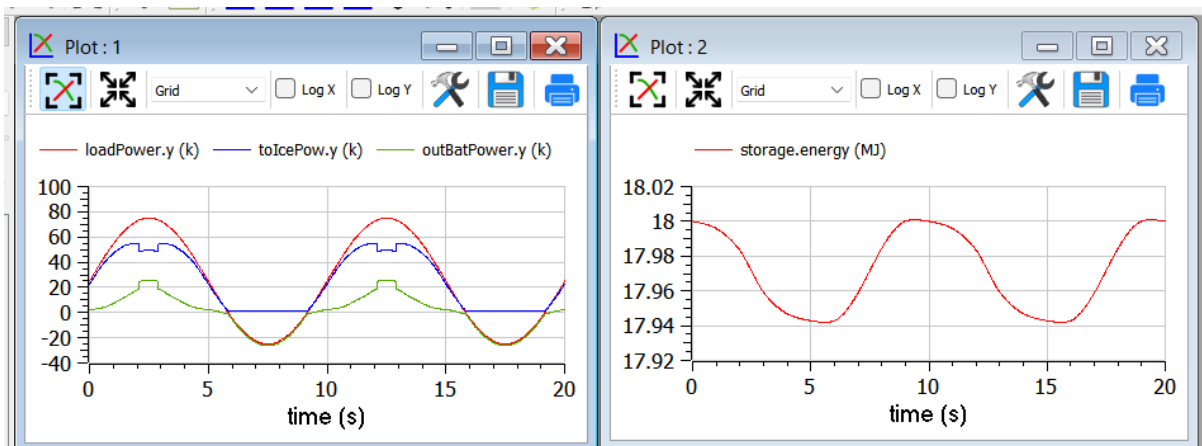 Plot : 1
Grid
Log X
Log Y
loadPower.y (k)
toIcePow.y (k)
outBatPower.y (k)
100
80
60
40
20
0
-20
-40
0
5
10
15
20
time (s)
Plot : 2
Grid
Log X
Log Y
storage.energy (MJ)
18.02
18
17.98
17.96
17.94
17.92
0
5
10
15
20
time (s)